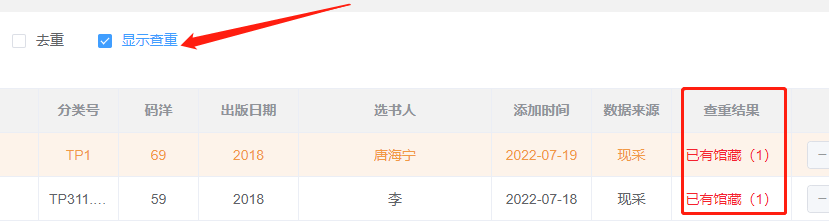 去重 显示查重
分类号 码洋 出版日期 选书人 添加时间 数据来源 查重结果
TP1 69 2018 唐海宁 2022-07-19 现采 已有馆藏（1）
TP311.... 59 2018 李 2022-07-18 现采 已有馆藏（1）